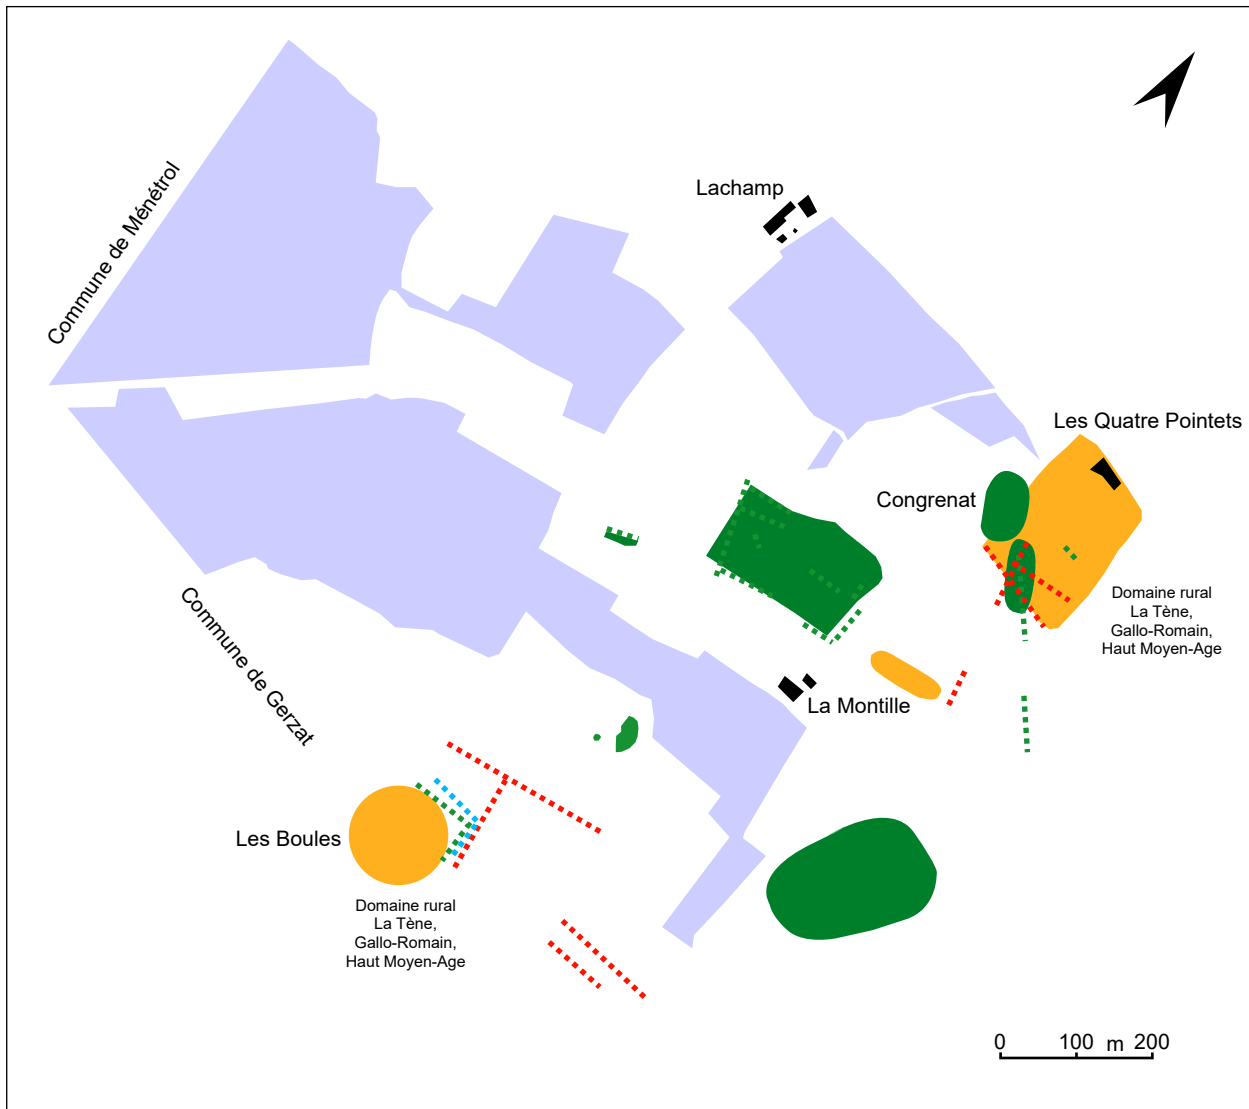 Commune de Ménétrol
Lachamp
Les Quatre Pointets
Congrenat
Domaine rural
La Tène,
Gallo-Romain,
Haut Moyen-Age
La Montille
Commune de Gerzat
Les Boules
Domaine rural
La Tène,
Gallo-Romain,
Haut Moyen-Age
0 100 m 200